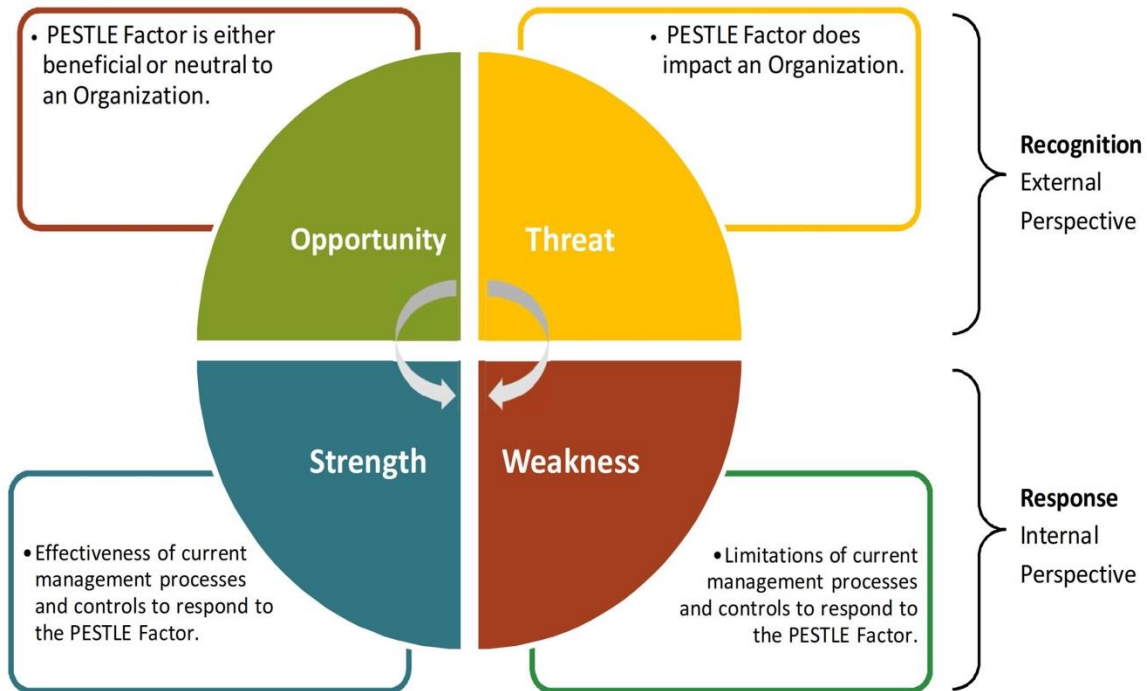 • PESTLE Factor is either
beneficial or neutral to
an Organization.
• PESTLE Factor does
impact an Organization.
Recognition
External
Perspective
Opportunity
Threat
Strength
Weakness
• Effectiveness of current
management processes
and controls to respond to
the PESTLE Factor.
• Limitations of current
management processes
and controls to respond to
the PESTLE Factor.
Response
Internal
Perspective